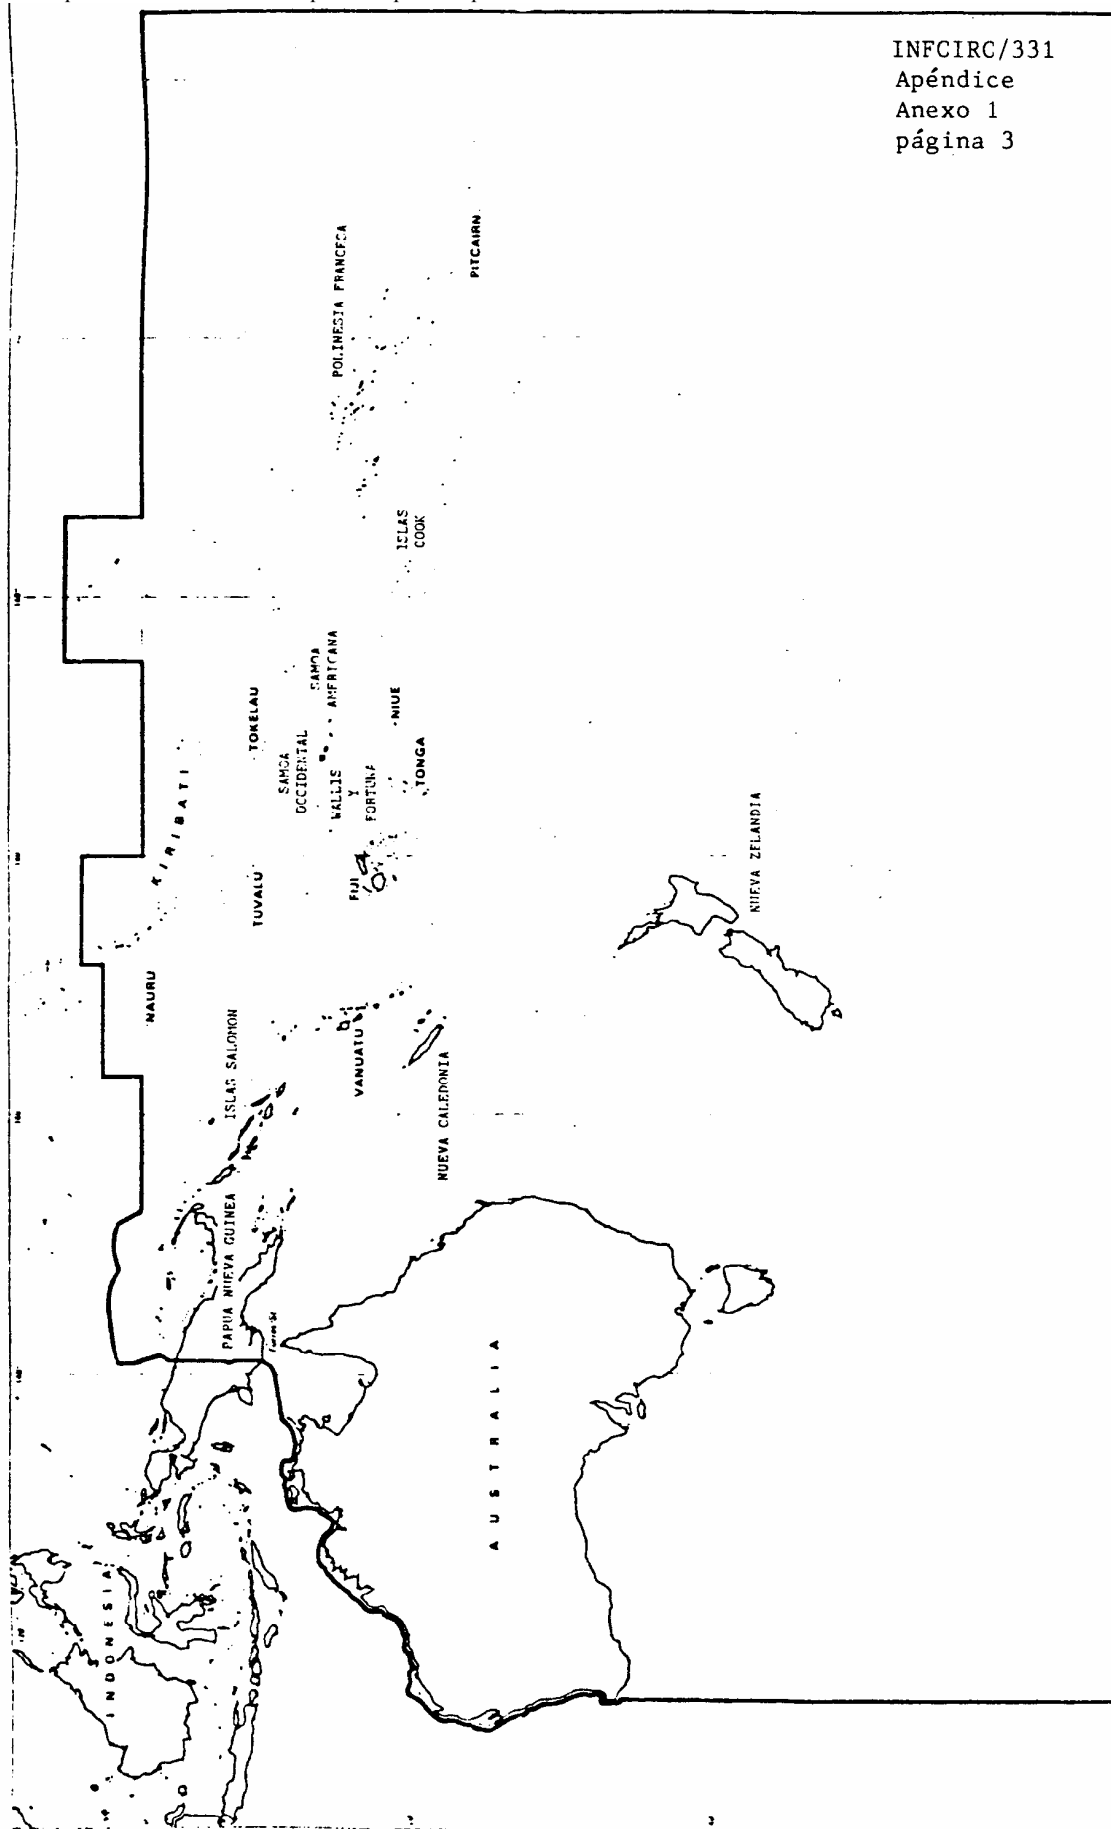 INFCIRC/331
Apéndice
Anexo 1
página 3
POLINESIA FRANCESA
PITCAIRN
ISLAS
COOK
SAMOA
AMERICANA
TOKELAU
NIUE
SAMOA
OCCIDENTAL
WALLIS
Y
FORTUNA
TONGA
KIRIBATI
TUVALU
FIJI
NUEVA ZELANDIA
NAURU
ISLAS SALOMON
VANUATU
NUEVA CALEDONIA
PAPUA NUEVA GUINEA
AUSTRALIA
INDONESIA